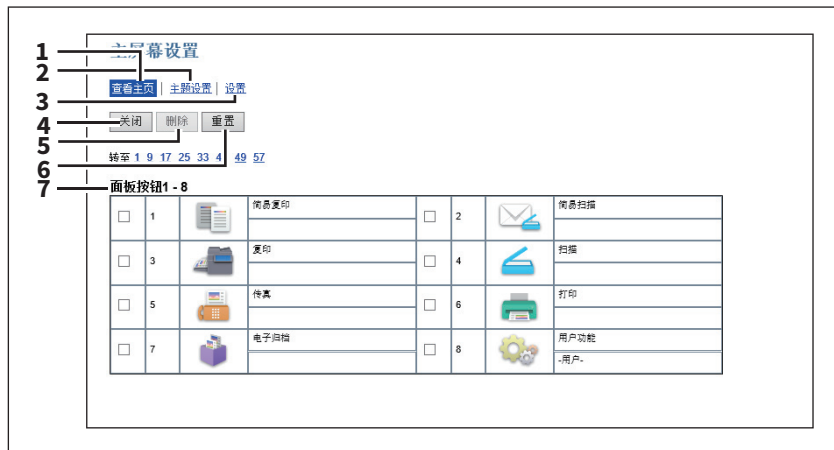 主屏幕设置
1
2
3
4
5
6
7
查看主页 | 主题设置 | 设置
关闭 删除 重置
转至 1 9 17 25 33 4 49 57
面板按钮1 - 8
1 简易复印 2 简易扫描
3 复印 4 扫描
5 传真 6 打印
7 电子归档 8 用户功能
-用户-